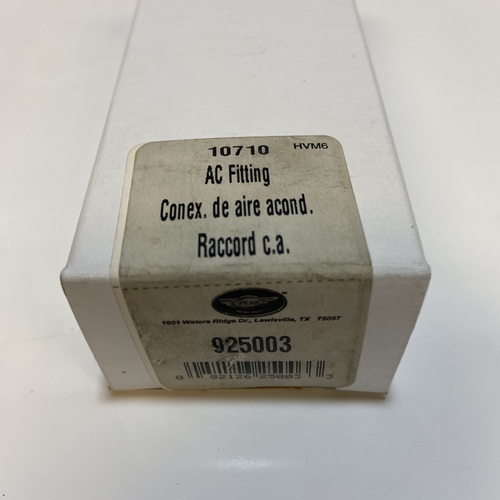 10710 HVM6
AC Fitting
Conex. de aire acond.
Raccord c.a.
1801 Waters Ridge Dr., Lewisville, TX 75057
925003